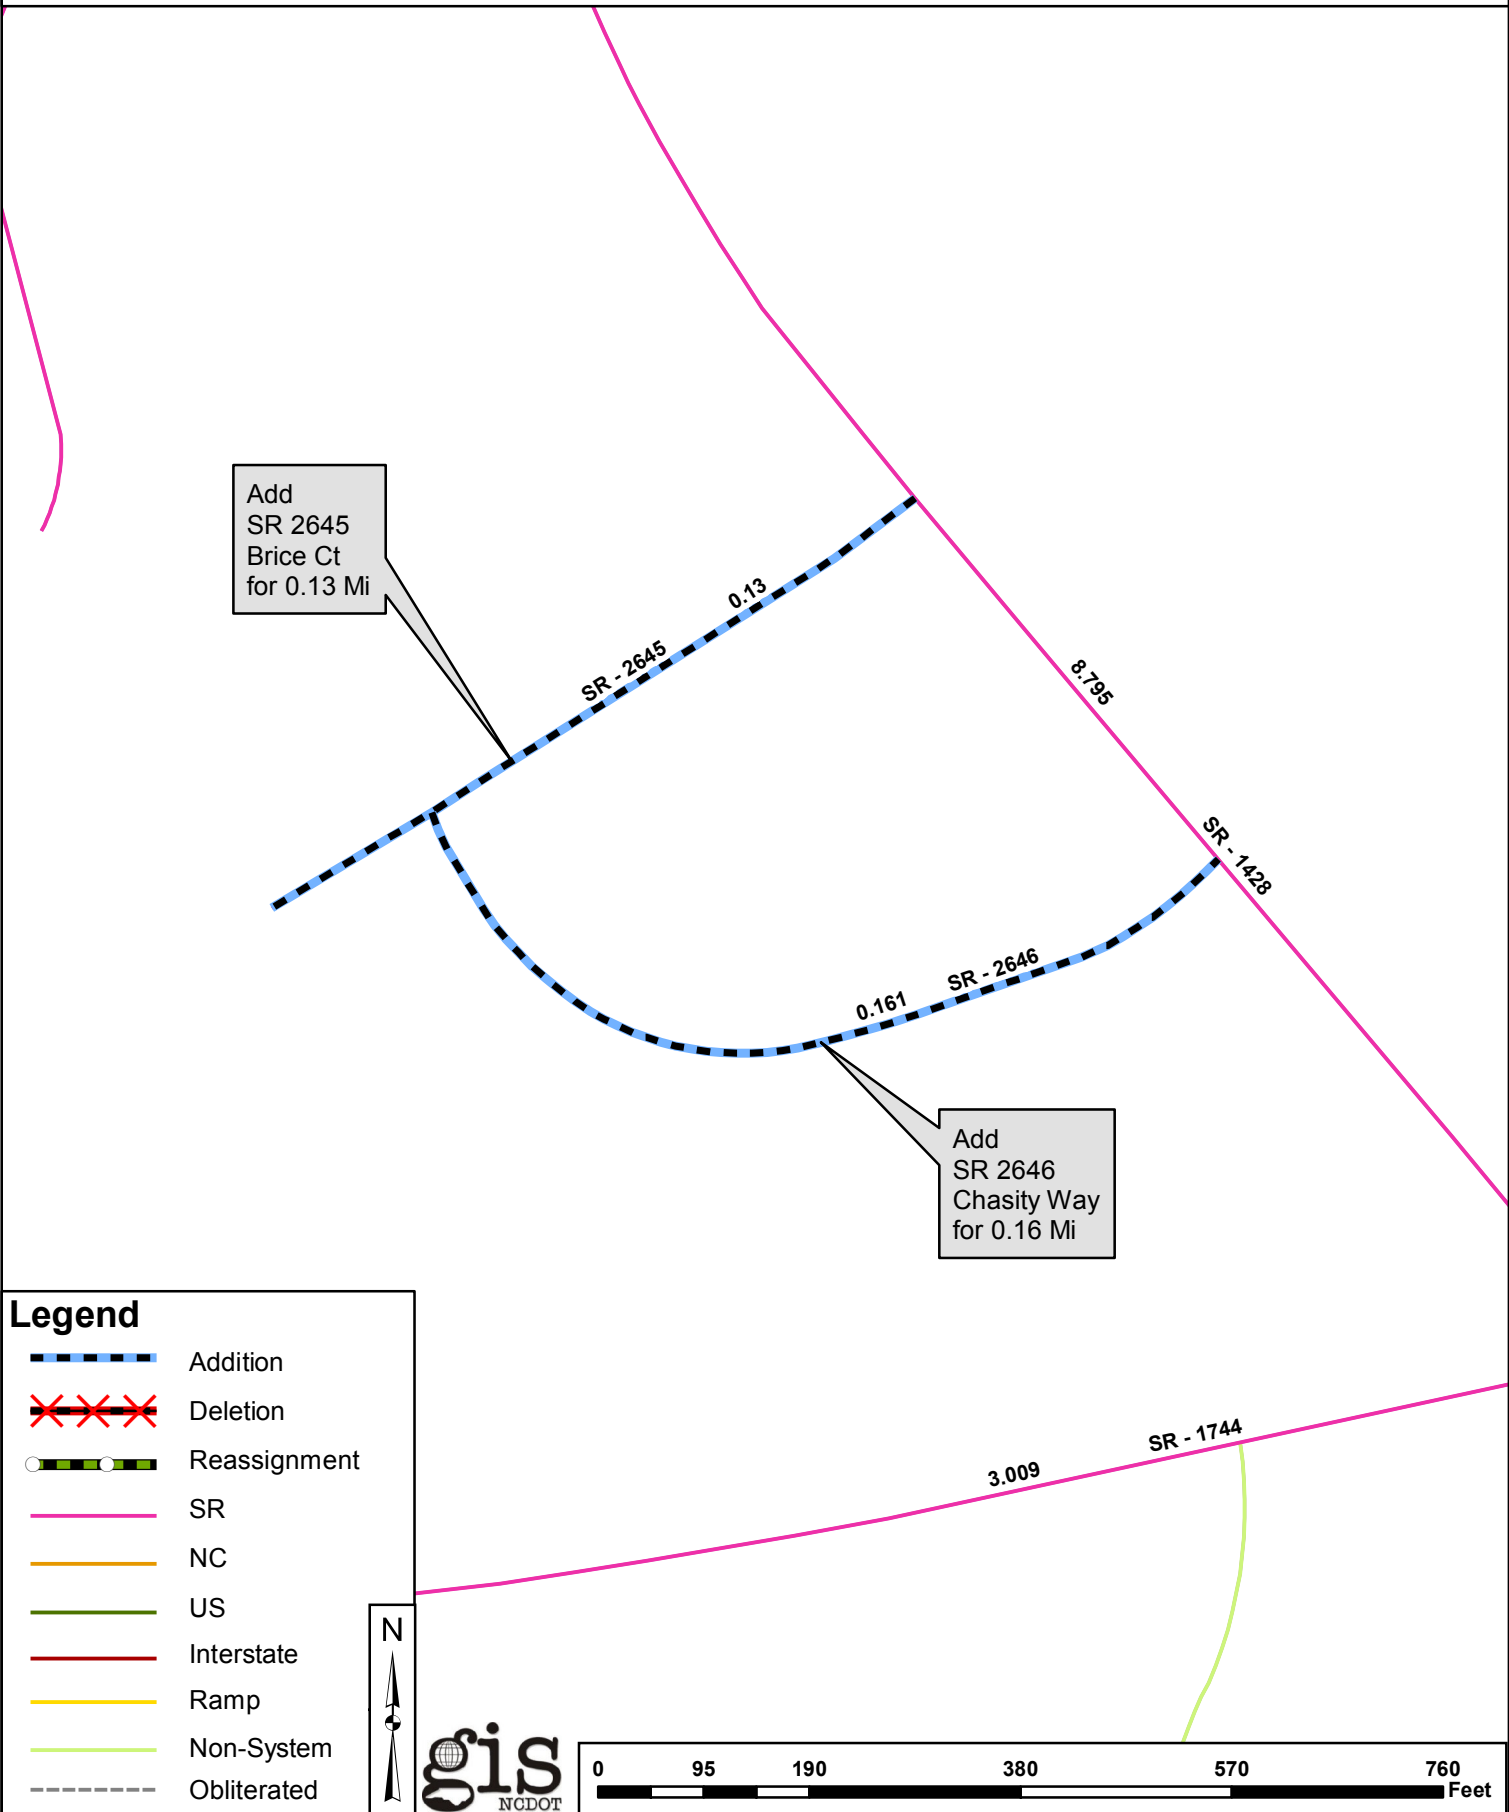 Add
SR 2645
Brice Ct
for 0.13 Mi
0.13
SR - 2645
8.795
SR - 1428
SR - 2646
0.161
Add
SR 2646
Chasity Way
for 0.16 Mi
SR - 1744
3.009
Legend
Addition
Deletion
Reassignment
SR
NC
US
Interstate
Ramp
Non-System
Obliterated
N
gis
NCDOT
0 95 190 380 570 760
Feet